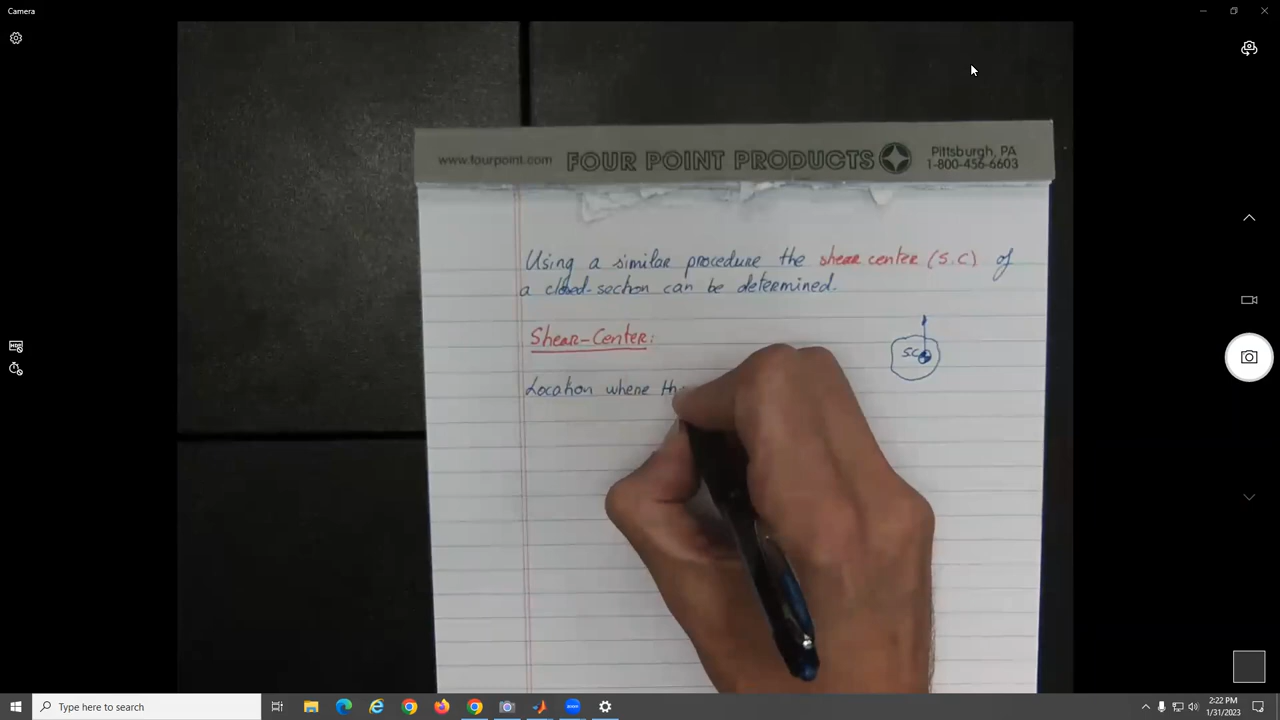 Camera
www.fourpoint.com FOUR POINT PRODUCTS Pittsburgh, PA
1-800-456-6603
Using a similar procedure the shear center (S.C) of
a closed-section can be determined.
Shear-Center:
S.C
Location where the
Type here to search
2:22 PM
1/31/2023